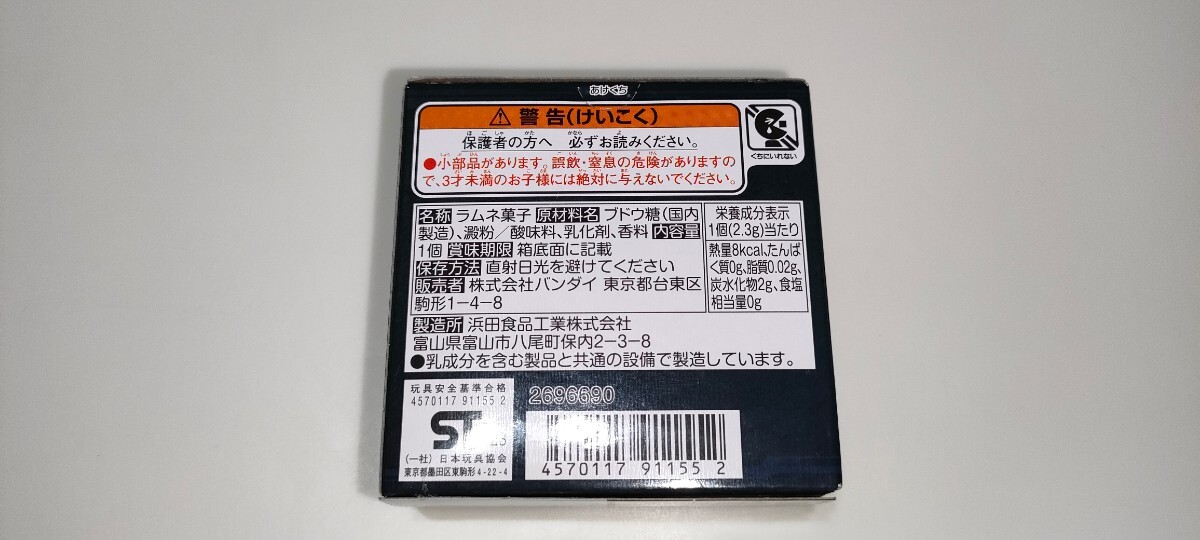 あけくち
警告(けいこく)
保護者の方へ 必ずお読みください。
●小部品があります。誤飲・窒息の危険がありますの
で、3才未満のお子様には絶対に与えないでください。
くちにいれない
名称 ラムネ菓子 原材料名 ブドウ糖(国内
製造)、澱粉/酸味料、乳化剤、香料 内容量
1個 賞味期限 箱底面に記載
保存方法 直射日光を避けてください
販売者 株式会社バンダイ 東京都台東区
駒形1-4-8
栄養成分表示
1個(2.3g)当たり
熱量8kcal、たんぱ
く質0g、脂質0.02g、
炭水化物2g、食塩
相当量0g
製造所 浜田食品工業株式会社
富山県富山市八尾町保内2-3-8
●乳成分を含む製品と共通の設備で製造しています。
玩具安全基準合格
4570117 91155 2
ST
(一社)日本玩具協会
東京都墨田区東駒形4-22-4
2696690
4570117 91155 2